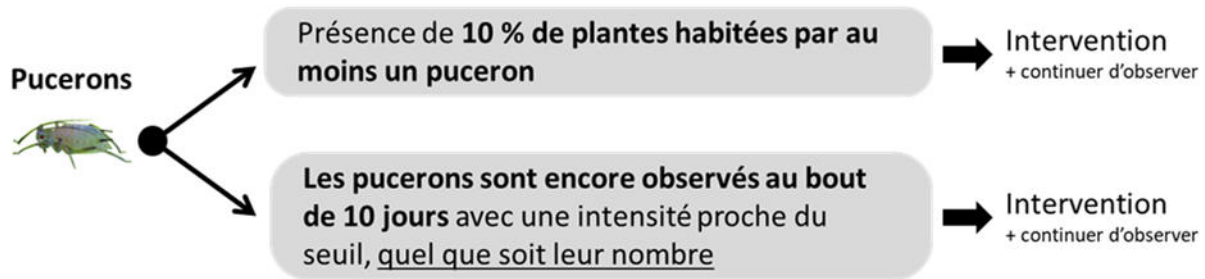 Pucerons
Présence de 10 % de plantes habitées par au
moins un puceron
Intervention
+ continuer d'observer
Les pucerons sont encore observés au bout
de 10 jours avec une intensité proche du
seuil, quel que soit leur nombre
Intervention
+ continuer d'observer